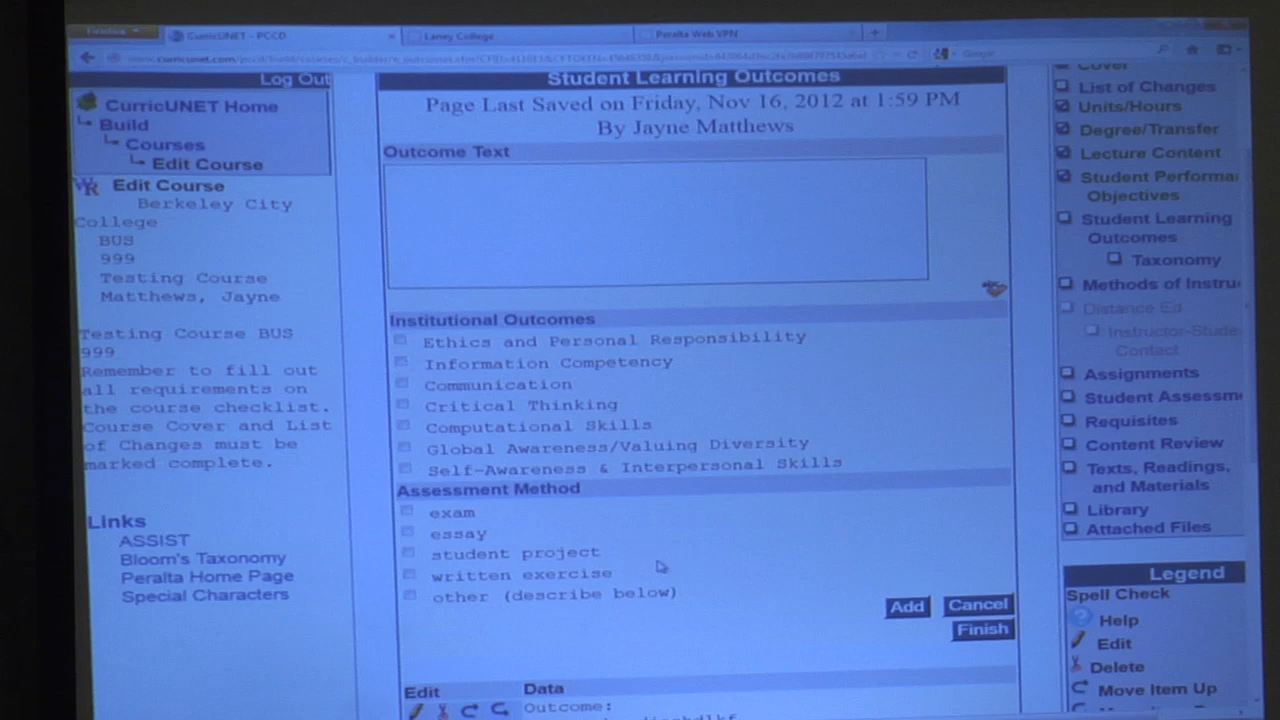 Firefox
CurricUNET - PCCD
Laney College
Peralta Web VPN
Google
Log Out
CurricUNET Home
Build
Courses
Edit Course
Edit Course
Berkeley City
College
BUS
999
Testing Course
Matthews, Jayne
Testing Course BUS
999
Remember to fill out
all requirements on
the course checklist.
Course Cover and List
of Changes must be
marked complete.
Links
ASSIST
Bloom's Taxonomy
Peralta Home Page
Special Characters
Student Learning Outcomes
Page Last Saved on Friday, Nov 16, 2012 at 1:59 PM
By Jayne Matthews
Outcome Text
Institutional Outcomes
Ethics and Personal Responsibility
Information Competency
Communication
Critical Thinking
Computational Skills
Global Awareness/Valuing Diversity
Self-Awareness & Interpersonal Skills
Assessment Method
exam
essay
student project
written exercise
other (describe below)
Add Cancel
Finish
Edit Data
Outcome:
Cover
List of Changes
Units/Hours
Degree/Transfer
Lecture Content
Student Performa
Objectives
Student Learning
Outcomes
Taxonomy
Methods of Instru
Distance Ed
Instructor-Stude
Contact
Assignments
Student Assessm
Requisites
Content Review
Texts, Readings,
and Materials
Library
Attached Files
Legend
Spell Check
Help
Edit
Delete
Move Item Up